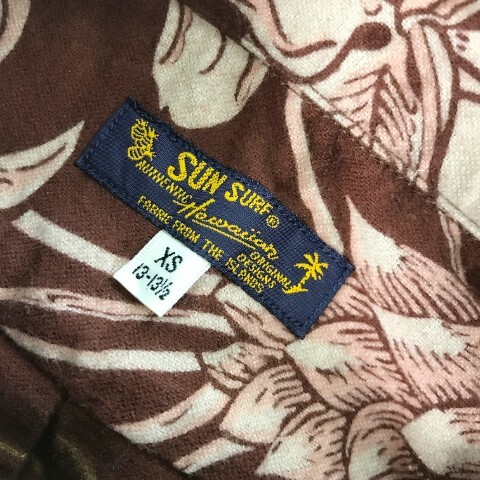 SUN SURF®
AUTHENTIC Hawaiian ORIGINAL DESIGNS
FABRIC FROM THE ISLANDS
XS
13-13½